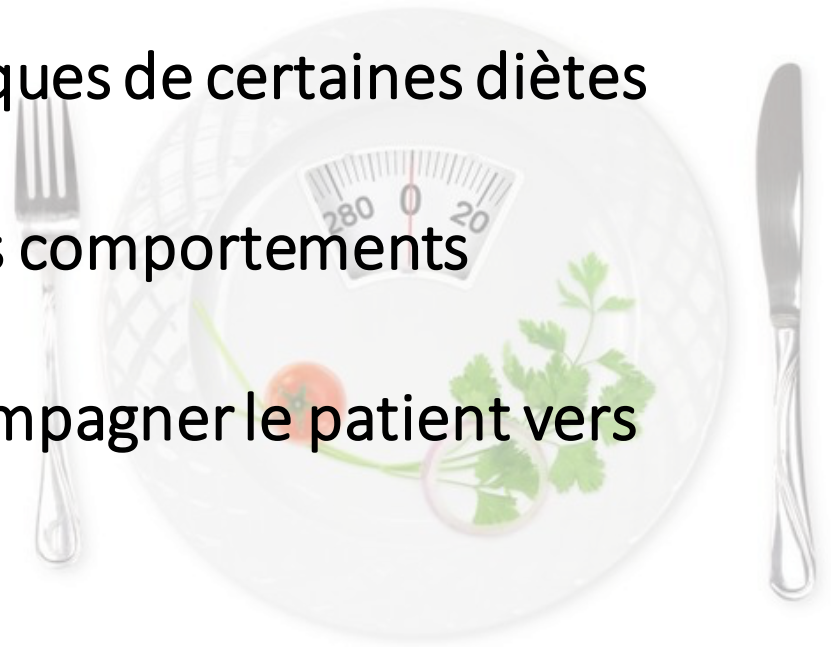 ques de certaines diètes
280 0 20
s comportements
mpagner le patient vers